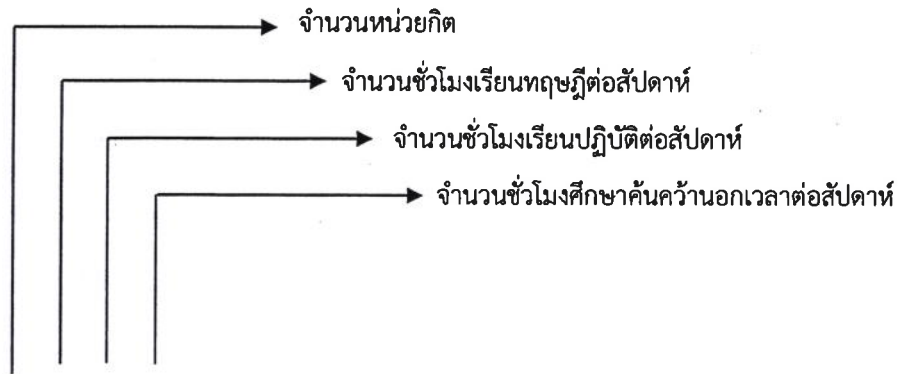 จำนวนหน่วยกิต
จำนวนชั่วโมงเรียนทฤษฎีต่อสัปดาห์
จำนวนชั่วโมงเรียนปฏิบัติต่อสัปดาห์
จำนวนชั่วโมงศึกษาค้นคว้านอกเวลาต่อสัปดาห์